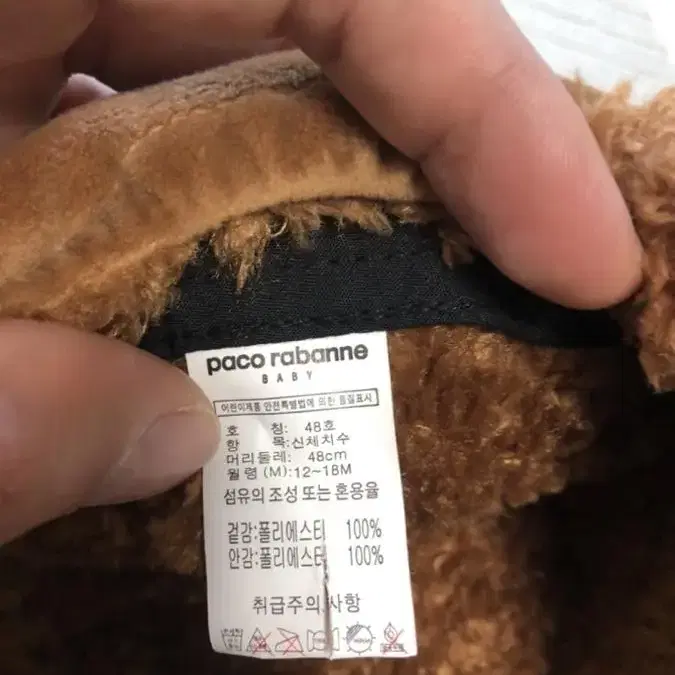 paco rabanne
BABY
어린이제품 안전특별법에 의한 품질표시
호 칭: 48호
항 목:신체치수
머리둘레: 48cm
월령 (M):12~18M
섬유의 조성 또는 혼용율
겉감:폴리에스터 100%
안감:폴리에스터 100%
취급주의사항